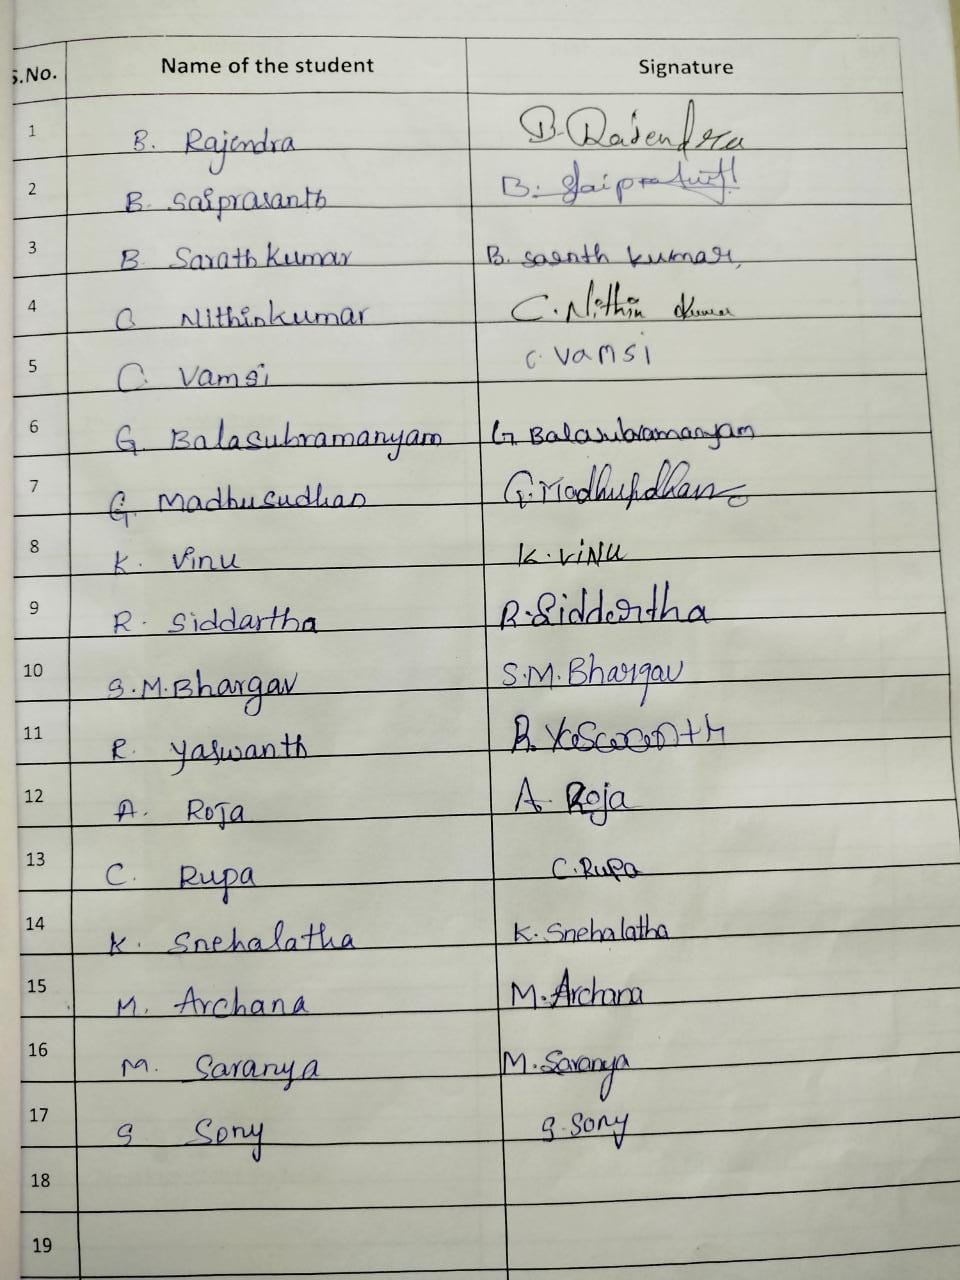 S.No. Name of the student Signature
1 B. Rajendra B. Rajendra
2 B. Saiprasanth B. Saiprasanth
3 B. Sarath Kumar B. Sarath kumar,
4 C Nithinkumar C. Nithin Kumar
5 C. Vamsi C. Vamsi
6 G. Balasubramanyam G. Balasubramanyam
7 G. Madhusudhan G. Madhusudhan
8 K. Vinu K. ViNU
9 R. Siddartha R. Siddartha
10 S.M.Bhargav S.M.Bhargav
11 R. yaswanth R. Yaswanth
12 A. Roja A. Roja
13 C. Rupa C. Rupa
14 K. Snehalatha K. Snehalatha
15 M. Archana M. Archana
16 M. Saranya M. Saranya
17 S Sony S. Sony
18
19